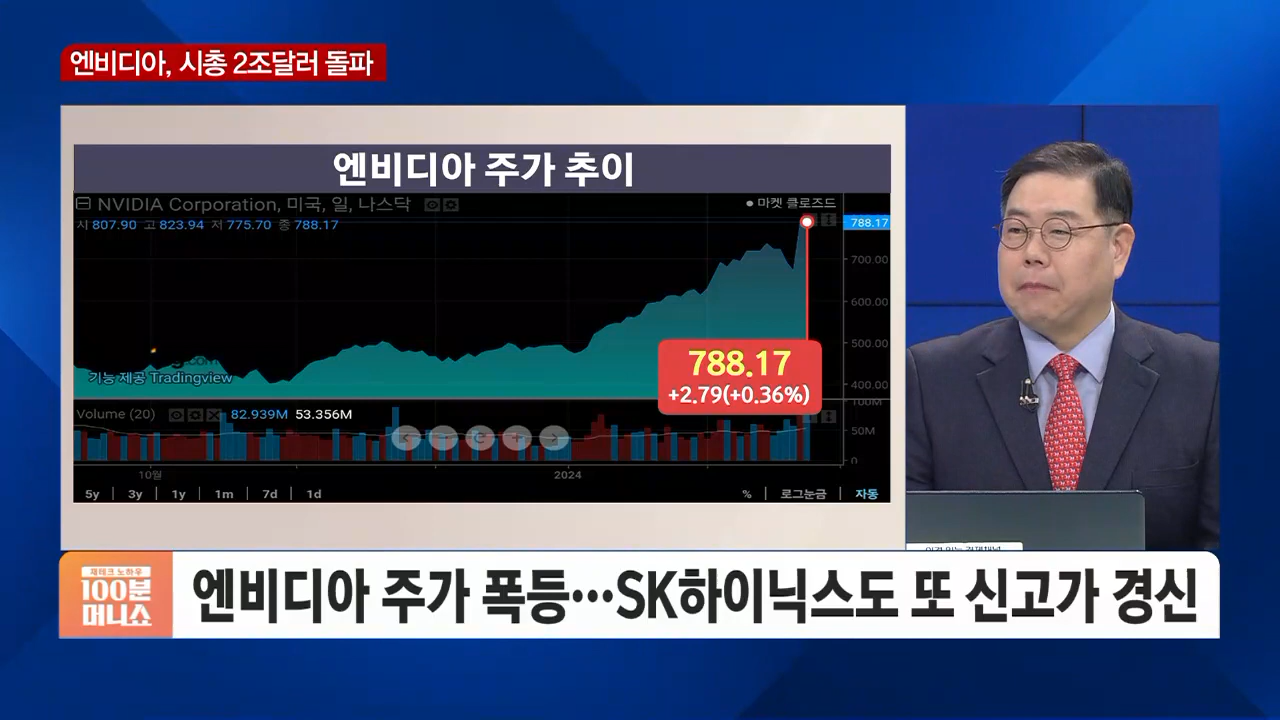 엔비디아, 시총 2조달러 돌파
엔비디아 주가 추이
NVIDIA Corporation, 미국, 일, 나스닥
마켓 클로즈드
시 807.90 고 823.94 저 775.70 종 788.17
788.17
700.00
600.00
500.00
400.00
788.17
+2.79(+0.36%)
기능 제공 Tradingview
Volume (20) 82.939M 53.356M
100M
50M
0
10월 2024
5y 3y 1y 1m 7d 1d % 로그눈금 자동
재테크 노하우
100분
머니쇼
엔비디아 주가 폭등…SK하이닉스도 또 신고가 경신